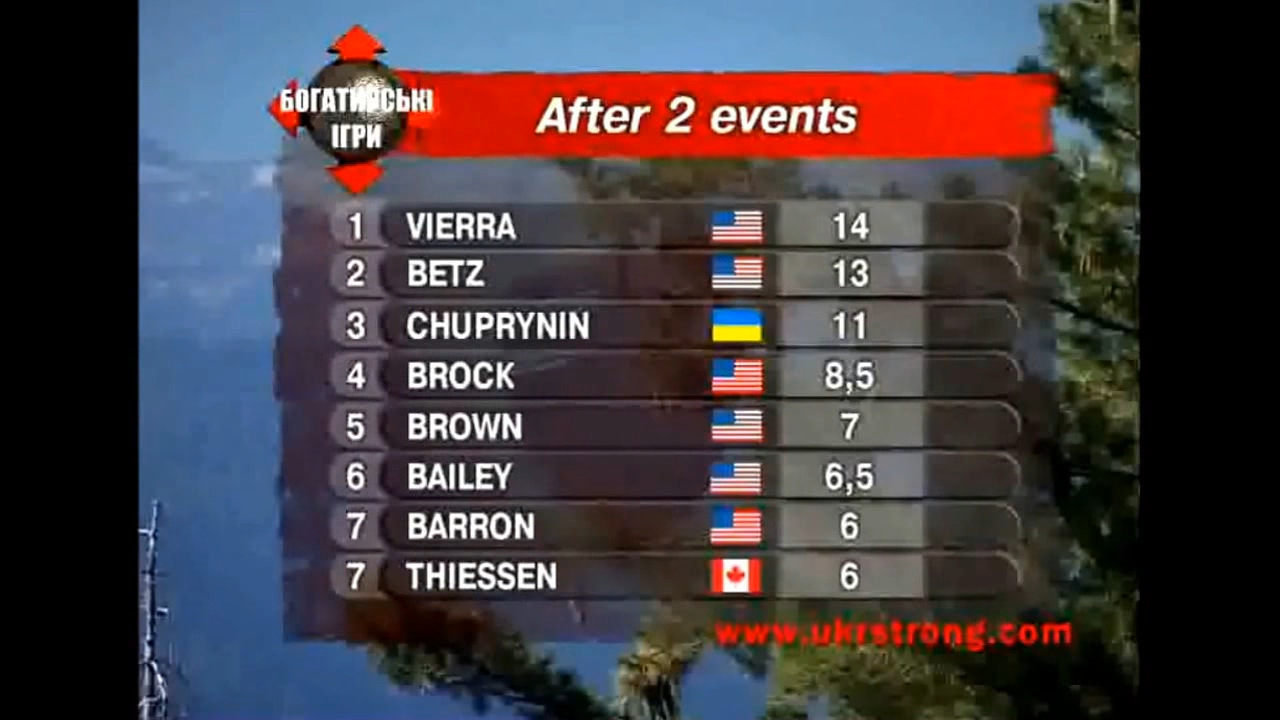 БОГАТИРСЬКІ
ІГРИ
After 2 events
1 VIERRA 14
2 BETZ 13
3 CHUPRYNIN 11
4 BROCK 8,5
5 BROWN 7
6 BAILEY 6,5
7 BARRON 6
7 THIESSEN 6
www.ukrstrong.com